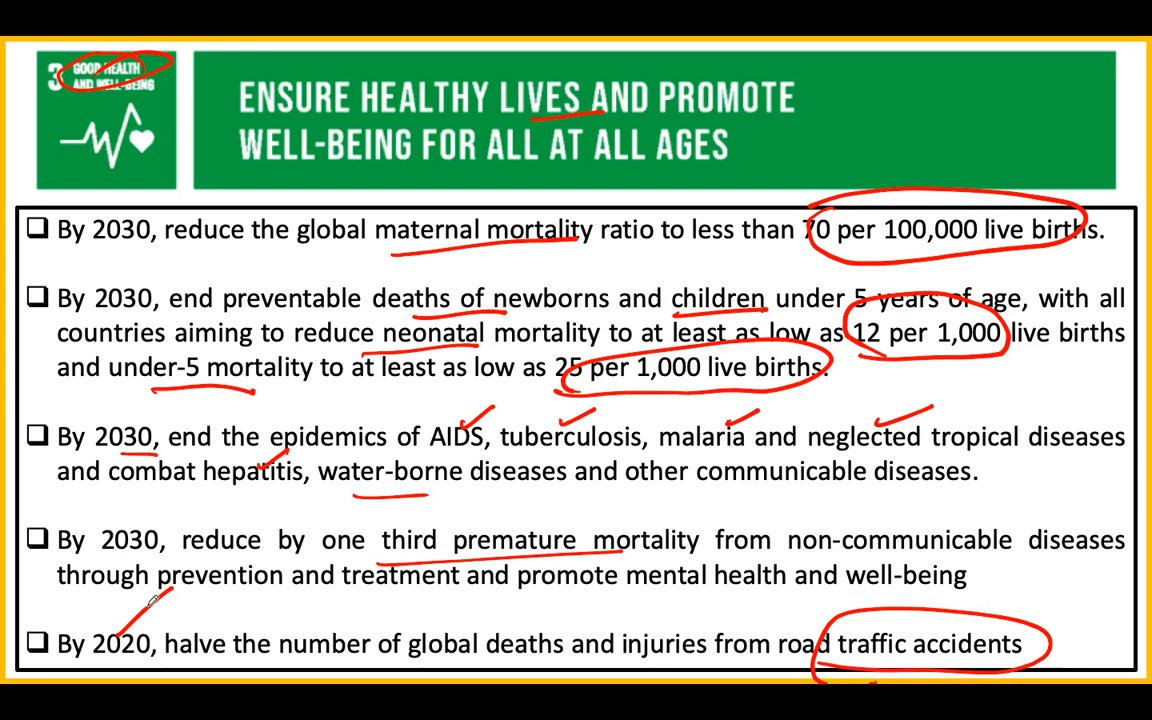 3 GOOD HEALTH
AND WELL-BEING
ENSURE HEALTHY LIVES AND PROMOTE
WELL-BEING FOR ALL AT ALL AGES
❑ By 2030, reduce the global maternal mortality ratio to less than 70 per 100,000 live births.
❑ By 2030, end preventable deaths of newborns and children under 5 years of age, with all
countries aiming to reduce neonatal mortality to at least as low as 12 per 1,000 live births
and under-5 mortality to at least as low as 25 per 1,000 live births.
❑ By 2030, end the epidemics of AIDS, tuberculosis, malaria and neglected tropical diseases
and combat hepatitis, water-borne diseases and other communicable diseases.
❑ By 2030, reduce by one third premature mortality from non-communicable diseases
through prevention and treatment and promote mental health and well-being
❑ By 2020, halve the number of global deaths and injuries from road traffic accidents